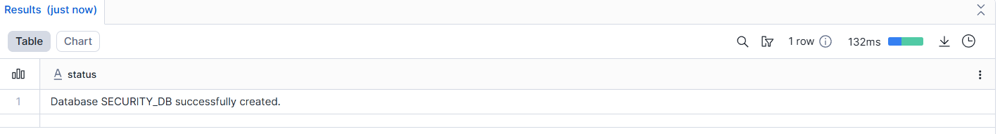 Results (just now)
Table Chart 1 row 132ms
A status
1 Database SECURITY_DB successfully created.